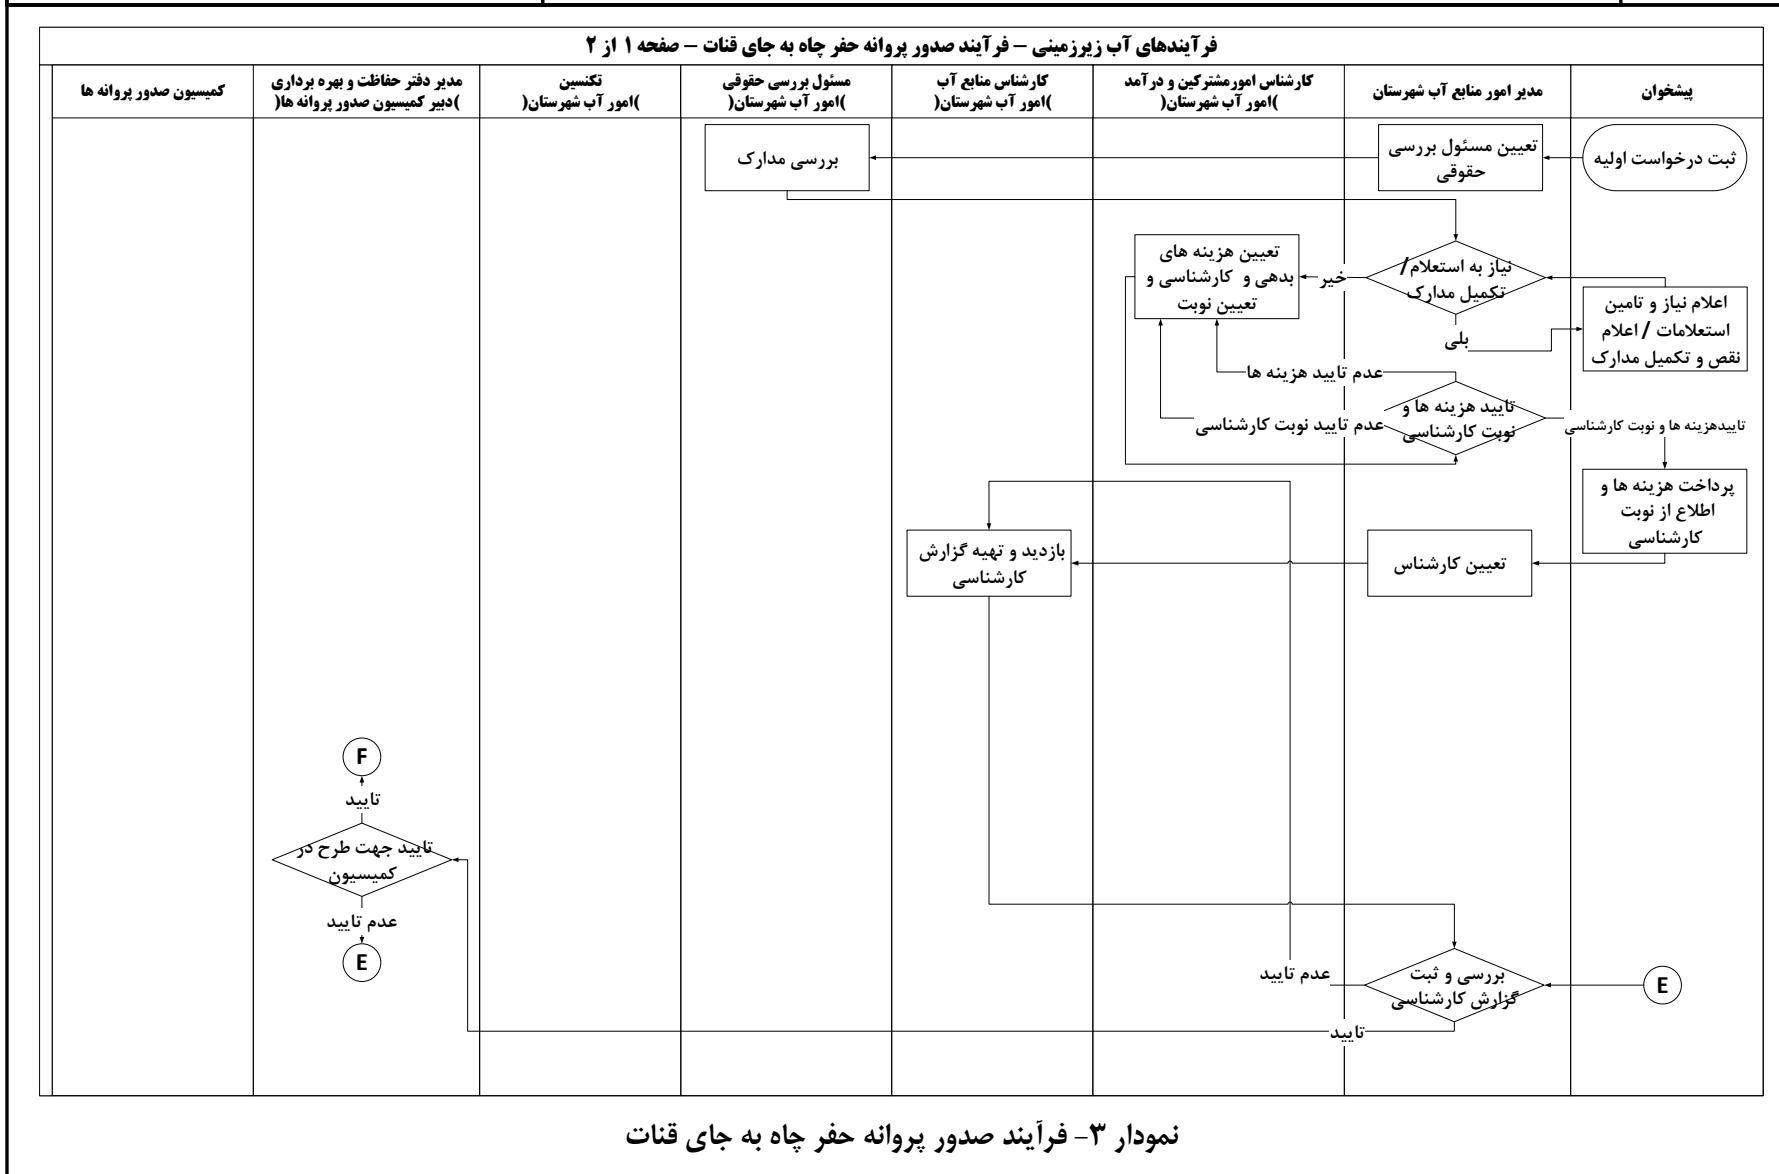 فرآیندهای آب زیرزمینی – فرآیند صدور پروانه حفر چاه به جای قنات – صفحه ۱ از ۲
پیشخوان
مدیر امور منابع آب شهرستان
کارشناس امورمشترکین و درآمد
)امور آب شهرستان(
کارشناس منابع آب
)امور آب شهرستان(
مسئول بررسی حقوقی
)امور آب شهرستان(
تکنسین
)امور آب شهرستان(
مدیر دفتر حفاظت و بهره برداری
)دبیر کمیسیون صدور پروانه ها(
کمیسیون صدور پروانه ها
ثبت درخواست اولیه
تعیین مسئول بررسی
حقوقی
بررسی مدارک
نیاز به استعلام/
تکمیل مدارک
خیر
بلی
تعیین هزینه های
بدهی و کارشناسی و
تعیین نوبت
اعلام نیاز و تامین
استعلامات / اعلام
نقص و تکمیل مدارک
عدم تایید هزینه ها
تایید هزینه ها و
نوبت کارشناسی
عدم تایید نوبت کارشناسی
تاییدهزینه ها و نوبت کارشناسی
پرداخت هزینه ها و
اطلاع از نوبت
کارشناسی
تعیین کارشناس
بازدید و تهیه گزارش
کارشناسی
F
تایید
تایید جهت طرح در
کمیسیون
عدم تایید
E
بررسی و ثبت
گزارش کارشناسی
عدم تایید
E
تایید
نمودار ۳- فرآیند صدور پروانه حفر چاه به جای قنات